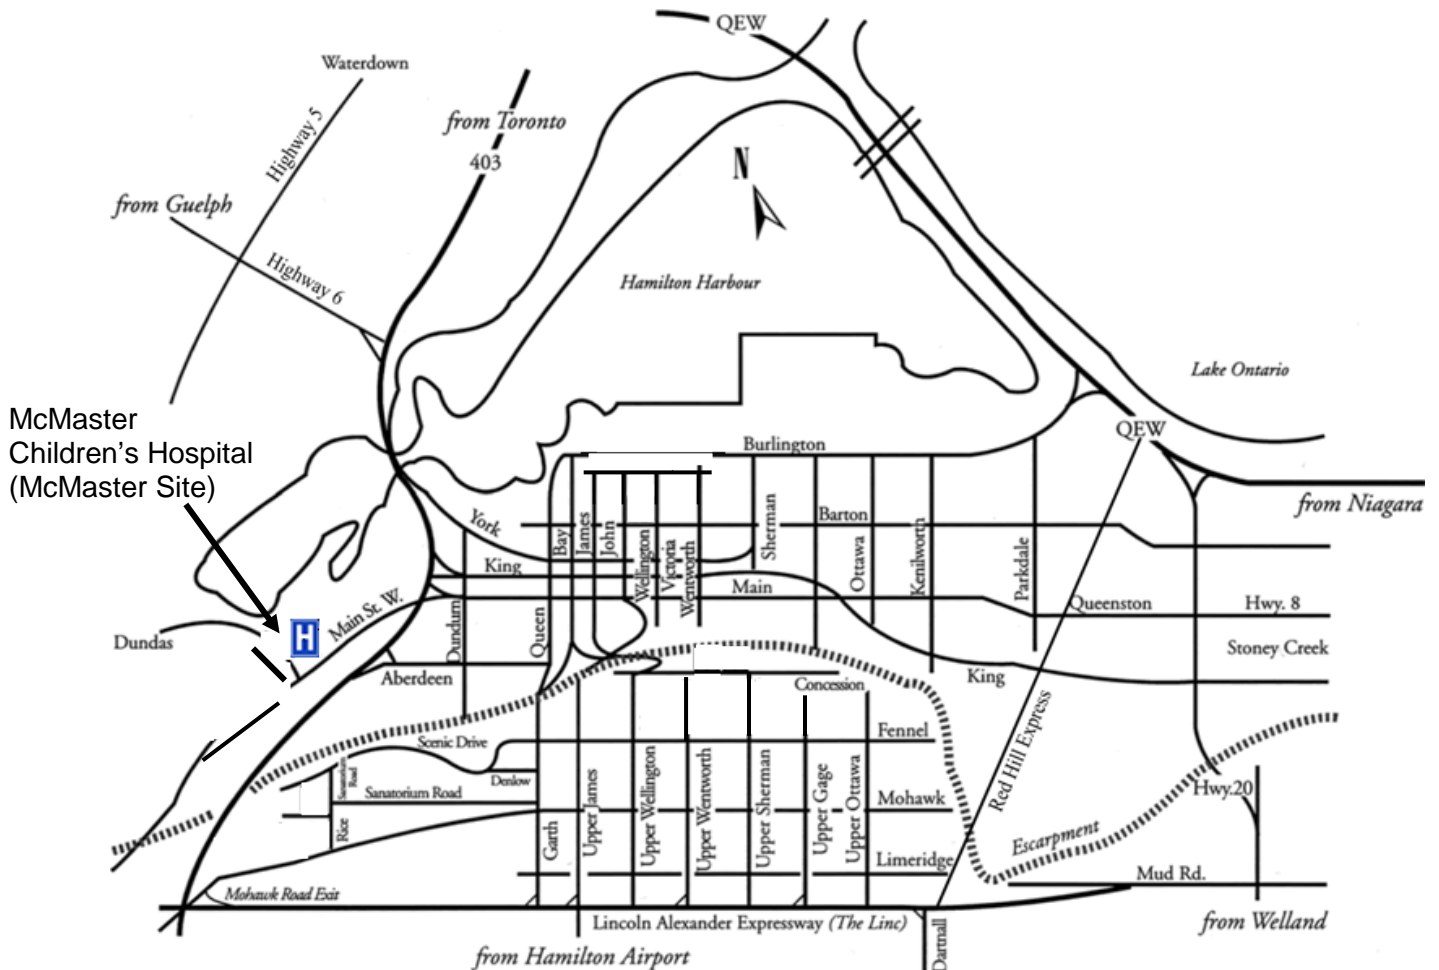 QEW
Waterdown
Highway 5
from Toronto
403
from Guelph
Highway 6
N
Hamilton Harbour
Lake Ontario
McMaster
Children’s Hospital
(McMaster Site)
QEW
Burlington
from Niagara
York
Bay
James
John
Wellington
Victoria
Wentworth
Sherman
Barton
Ottawa
Kenilworth
Parkdale
King
Main
Queenston
Hwy. 8
Main St. W.
H
Dundas
Dundurn
Queen
Stoney Creek
Aberdeen
King
Concession
Scenic Drive
Fennel
Red Hill Express
Denlow
Sanatorium
Road
Sanatorium Road
Mohawk
Hwy.20
Rice
Garth
Upper James
Upper Wellington
Upper Wentworth
Upper Sherman
Upper Gage
Upper Ottawa
Escarpment
Limeridge
Mud Rd.
Mohawk Road Exit
Lincoln Alexander Expressway (The Linc)
from Welland
Dartnall
from Hamilton Airport